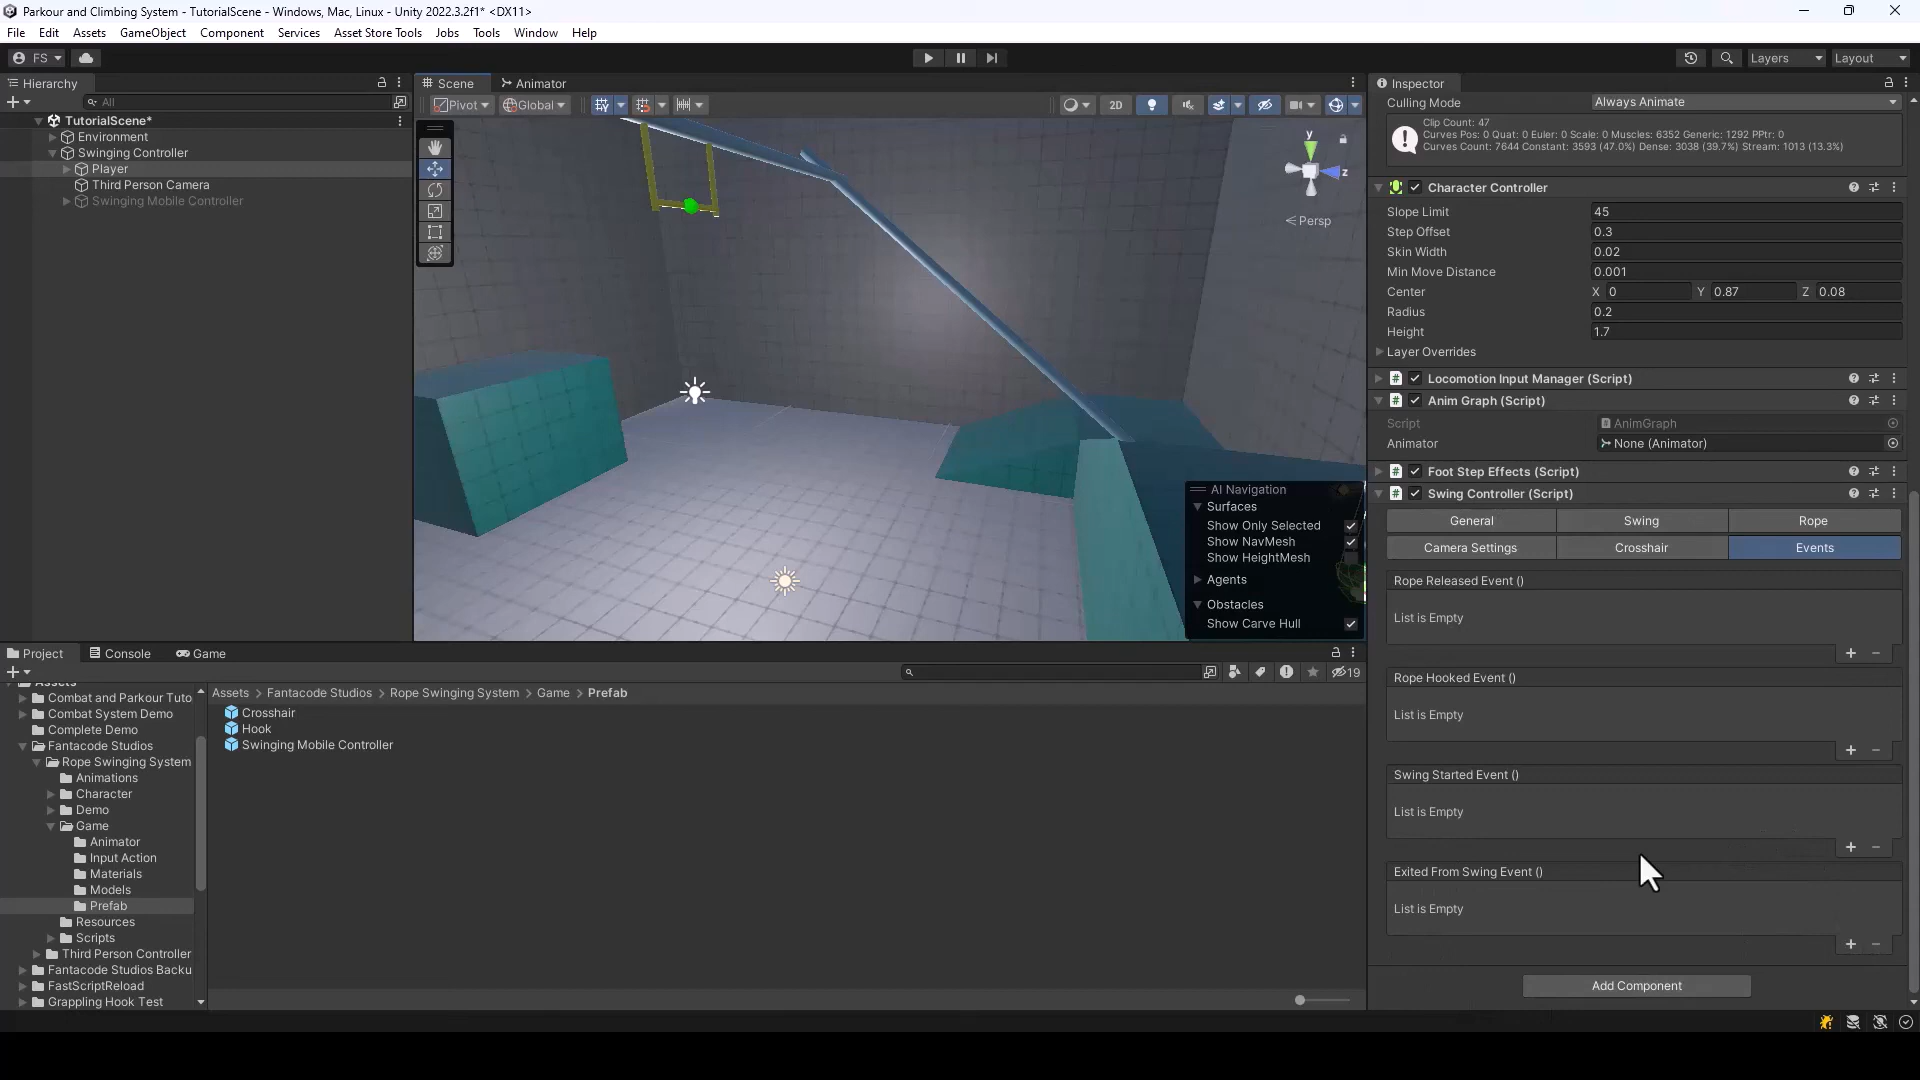 Parkour and Climbing System - TutorialScene - Windows, Mac, Linux - Unity 2022.3.2f1* <DX11>
File Edit Assets GameObject Component Services Asset Store Tools Jobs Tools Window Help
FS
Layers
Layout
Hierarchy
All
TutorialScene*
Environment
Swinging Controller
Player
Third Person Camera
Swinging Mobile Controller
Scene
Animator
Pivot
Global
2D
y
z
Persp
AI Navigation
Surfaces
Show Only Selected
Show NavMesh
Show HeightMesh
Agents
Obstacles
Show Carve Hull
Inspector
Culling Mode Always Animate
Clip Count: 47
Curves Pos: 0 Quat: 0 Euler: 0 Scale: 0 Muscles: 6352 Generic: 1292 PPtr: 0
Curves Count: 7644 Constant: 3593 (47.0%) Dense: 3038 (39.7%) Stream: 1013 (13.3%)
Character Controller
Slope Limit 45
Step Offset 0.3
Skin Width 0.02
Min Move Distance 0.001
Center X 0 Y 0.87 Z 0.08
Radius 0.2
Height 1.7
Layer Overrides
Locomotion Input Manager (Script)
Anim Graph (Script)
Script AnimGraph
Animator None (Animator)
Foot Step Effects (Script)
Swing Controller (Script)
General Swing Rope
Camera Settings Crosshair Events
Rope Released Event ()
List is Empty
Rope Hooked Event ()
List is Empty
Swing Started Event ()
List is Empty
Exited From Swing Event ()
List is Empty
Add Component
Project
Console
Game
19
Assets
Combat and Parkour Tuto
Combat System Demo
Complete Demo
Fantacode Studios
Rope Swinging System
Animations
Character
Demo
Game
Animator
Input Action
Materials
Models
Prefab
Resources
Scripts
Third Person Controller
Fantacode Studios Backu
FastScriptReload
Grappling Hook Test
Assets > Fantacode Studios > Rope Swinging System > Game > Prefab
Crosshair
Hook
Swinging Mobile Controller